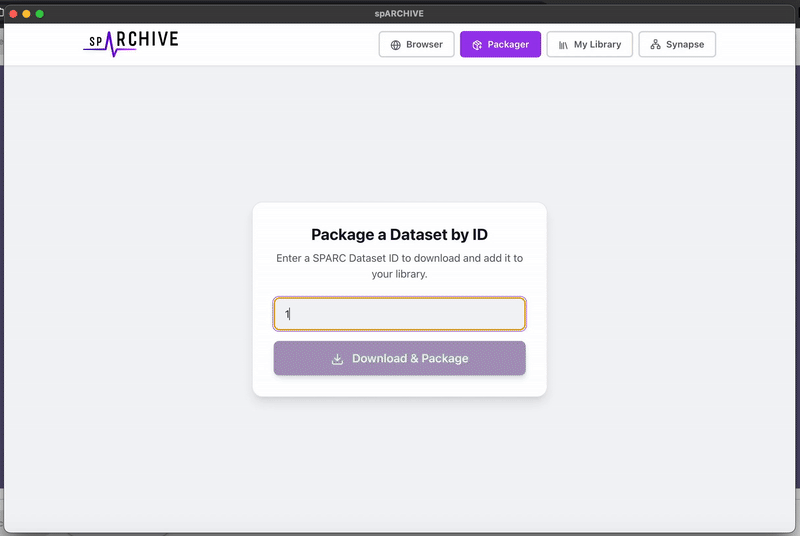 spARCHIVE
spARCHIVE
Browser
Packager
My Library
Synapse
Package a Dataset by ID
Enter a SPARC Dataset ID to download and add it to
your library.
1
Download & Package